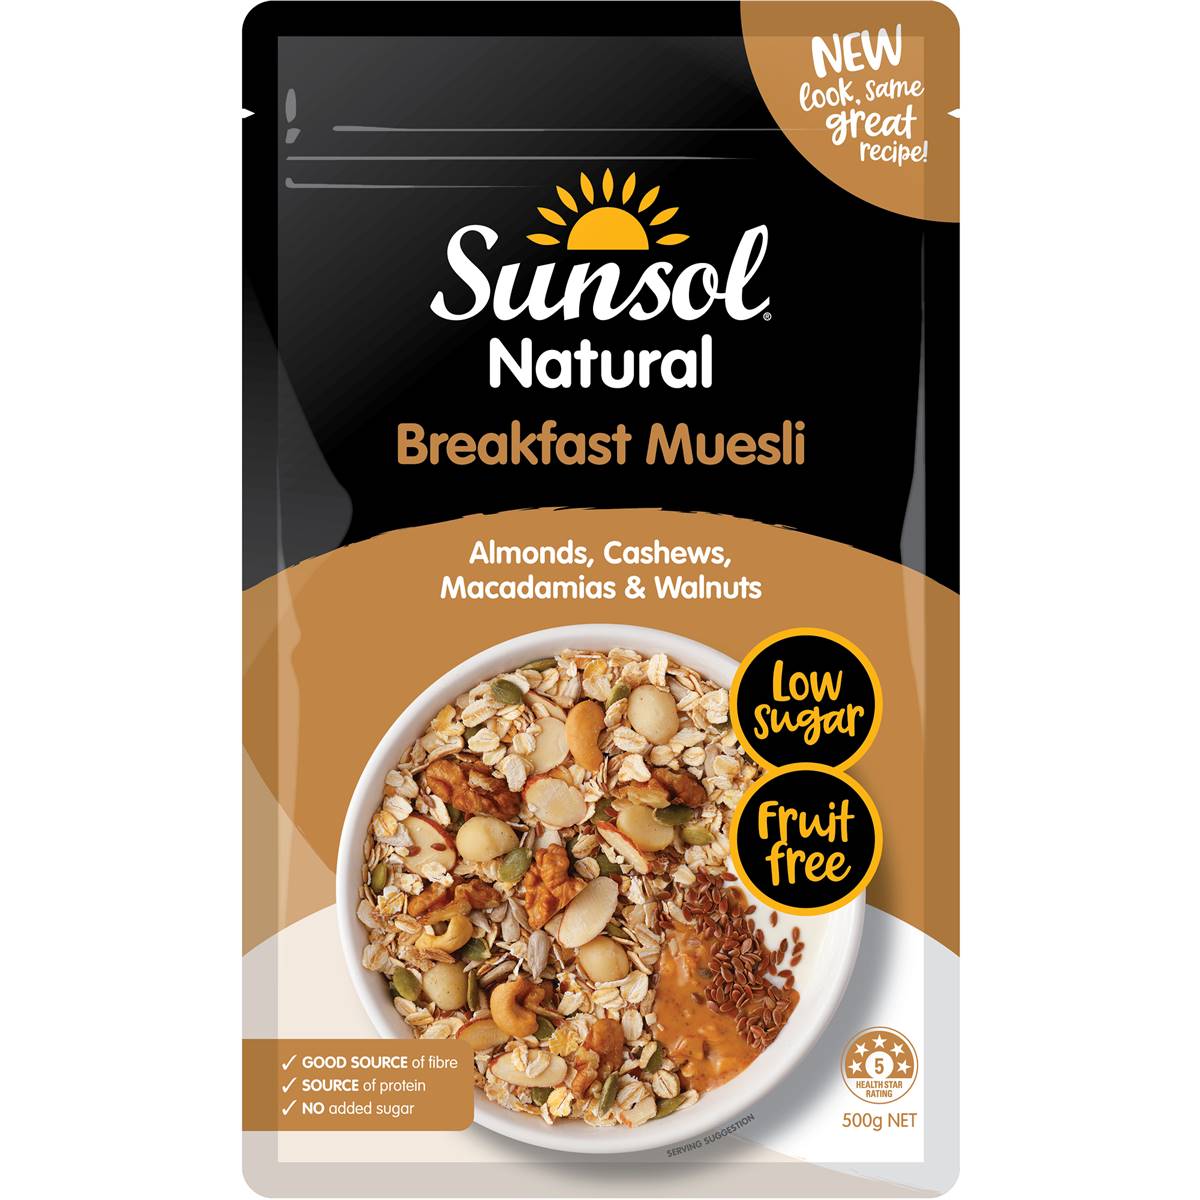 NEW
look, same
great
recipe!
Sunsol®
Natural
Breakfast Muesli
Almonds, Cashews,
Macadamias & Walnuts
Low
sugar
Fruit
free
✓ GOOD SOURCE of fibre
✓ SOURCE of protein
✓ NO added sugar
5
HEALTH STAR
RATING
500g NET
SERVING SUGGESTION